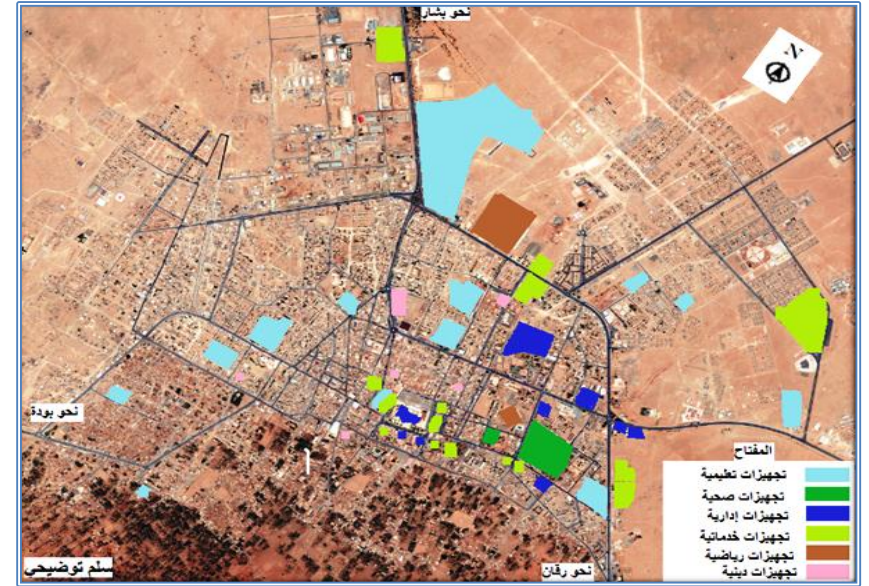 نحو بشار
نحو بودة
المفتاح
تجهيزات تعليمية
تجهيزات صحية
تجهيزات إدارية
تجهيزات خدماتية
تجهيزات رياضية
تجهيزات دينية
سلم توضيحي
نحو رقان